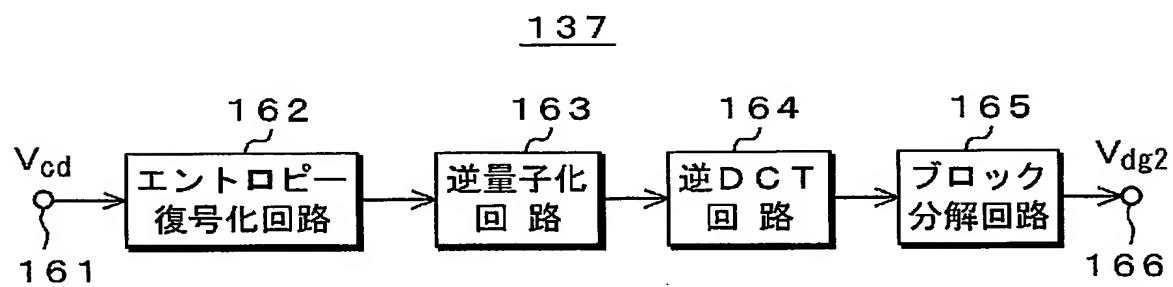 137
162
163
164
165
Vcd
エントロピー
復号化回路
逆量子化
回 路
逆DCT
回 路
ブロック
分解回路
Vdg2
161
166